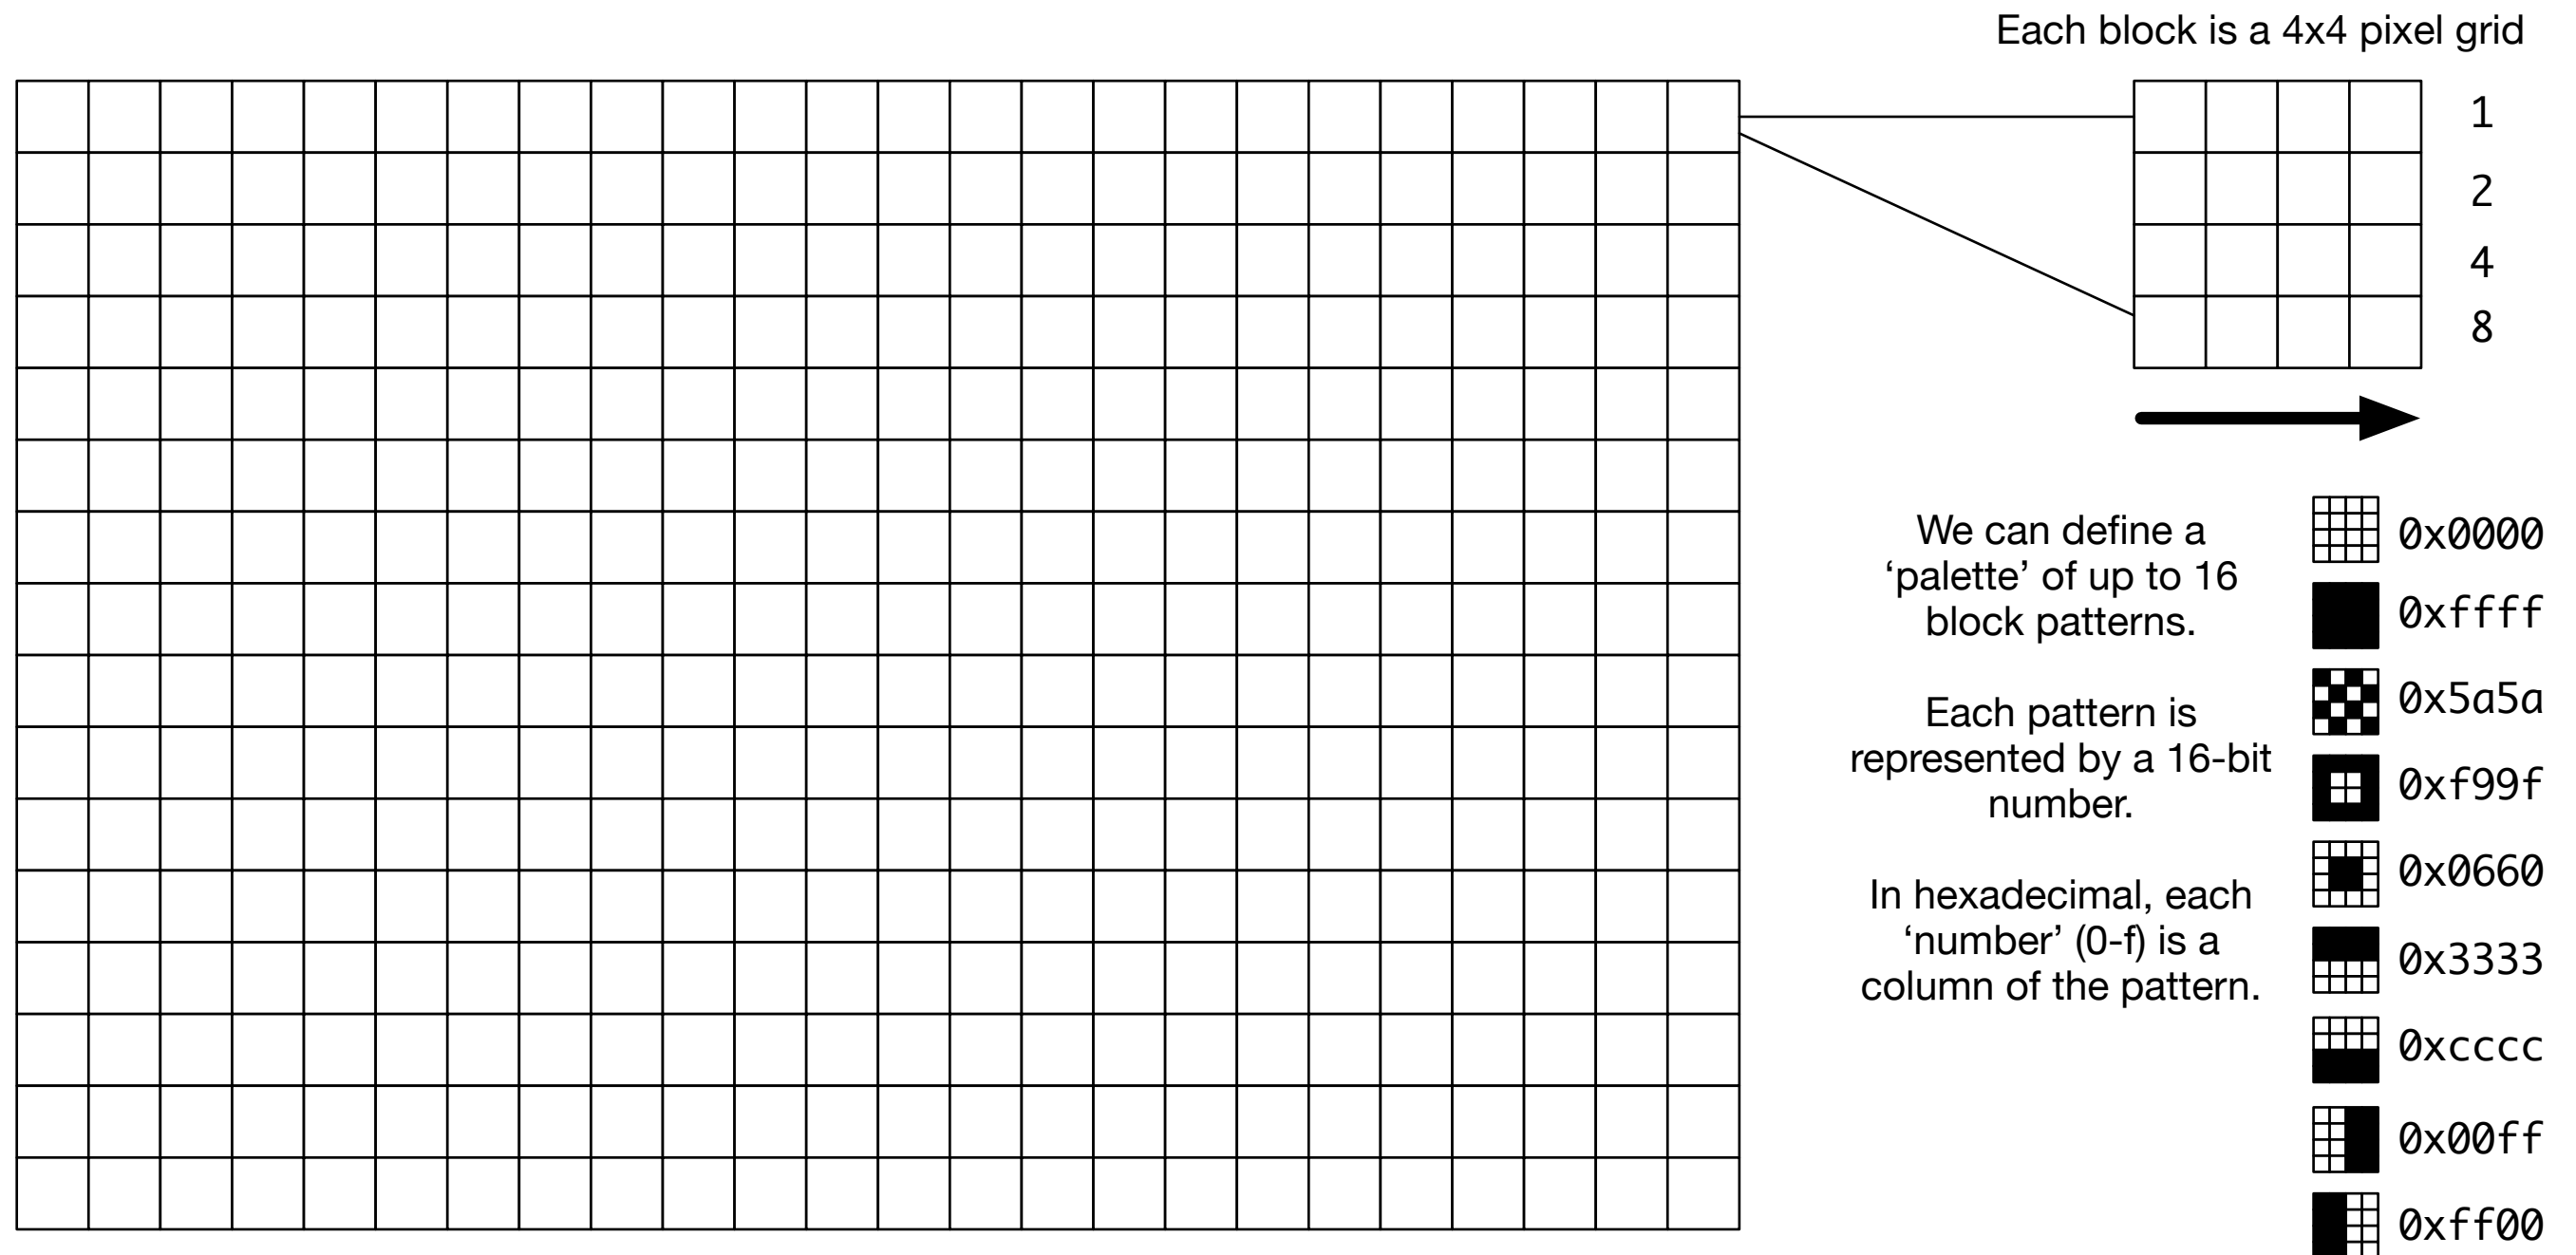 Each block is a 4x4 pixel grid
1
2
4
8
We can define a
‘palette’ of up to 16
block patterns.
Each pattern is
represented by a 16-bit
number.
In hexadecimal, each
‘number’ (0-f) is a
column of the pattern.
0x0000
0xffff
0x5a5a
0xf99f
0x0660
0x3333
0xcccc
0x00ff
0xff00